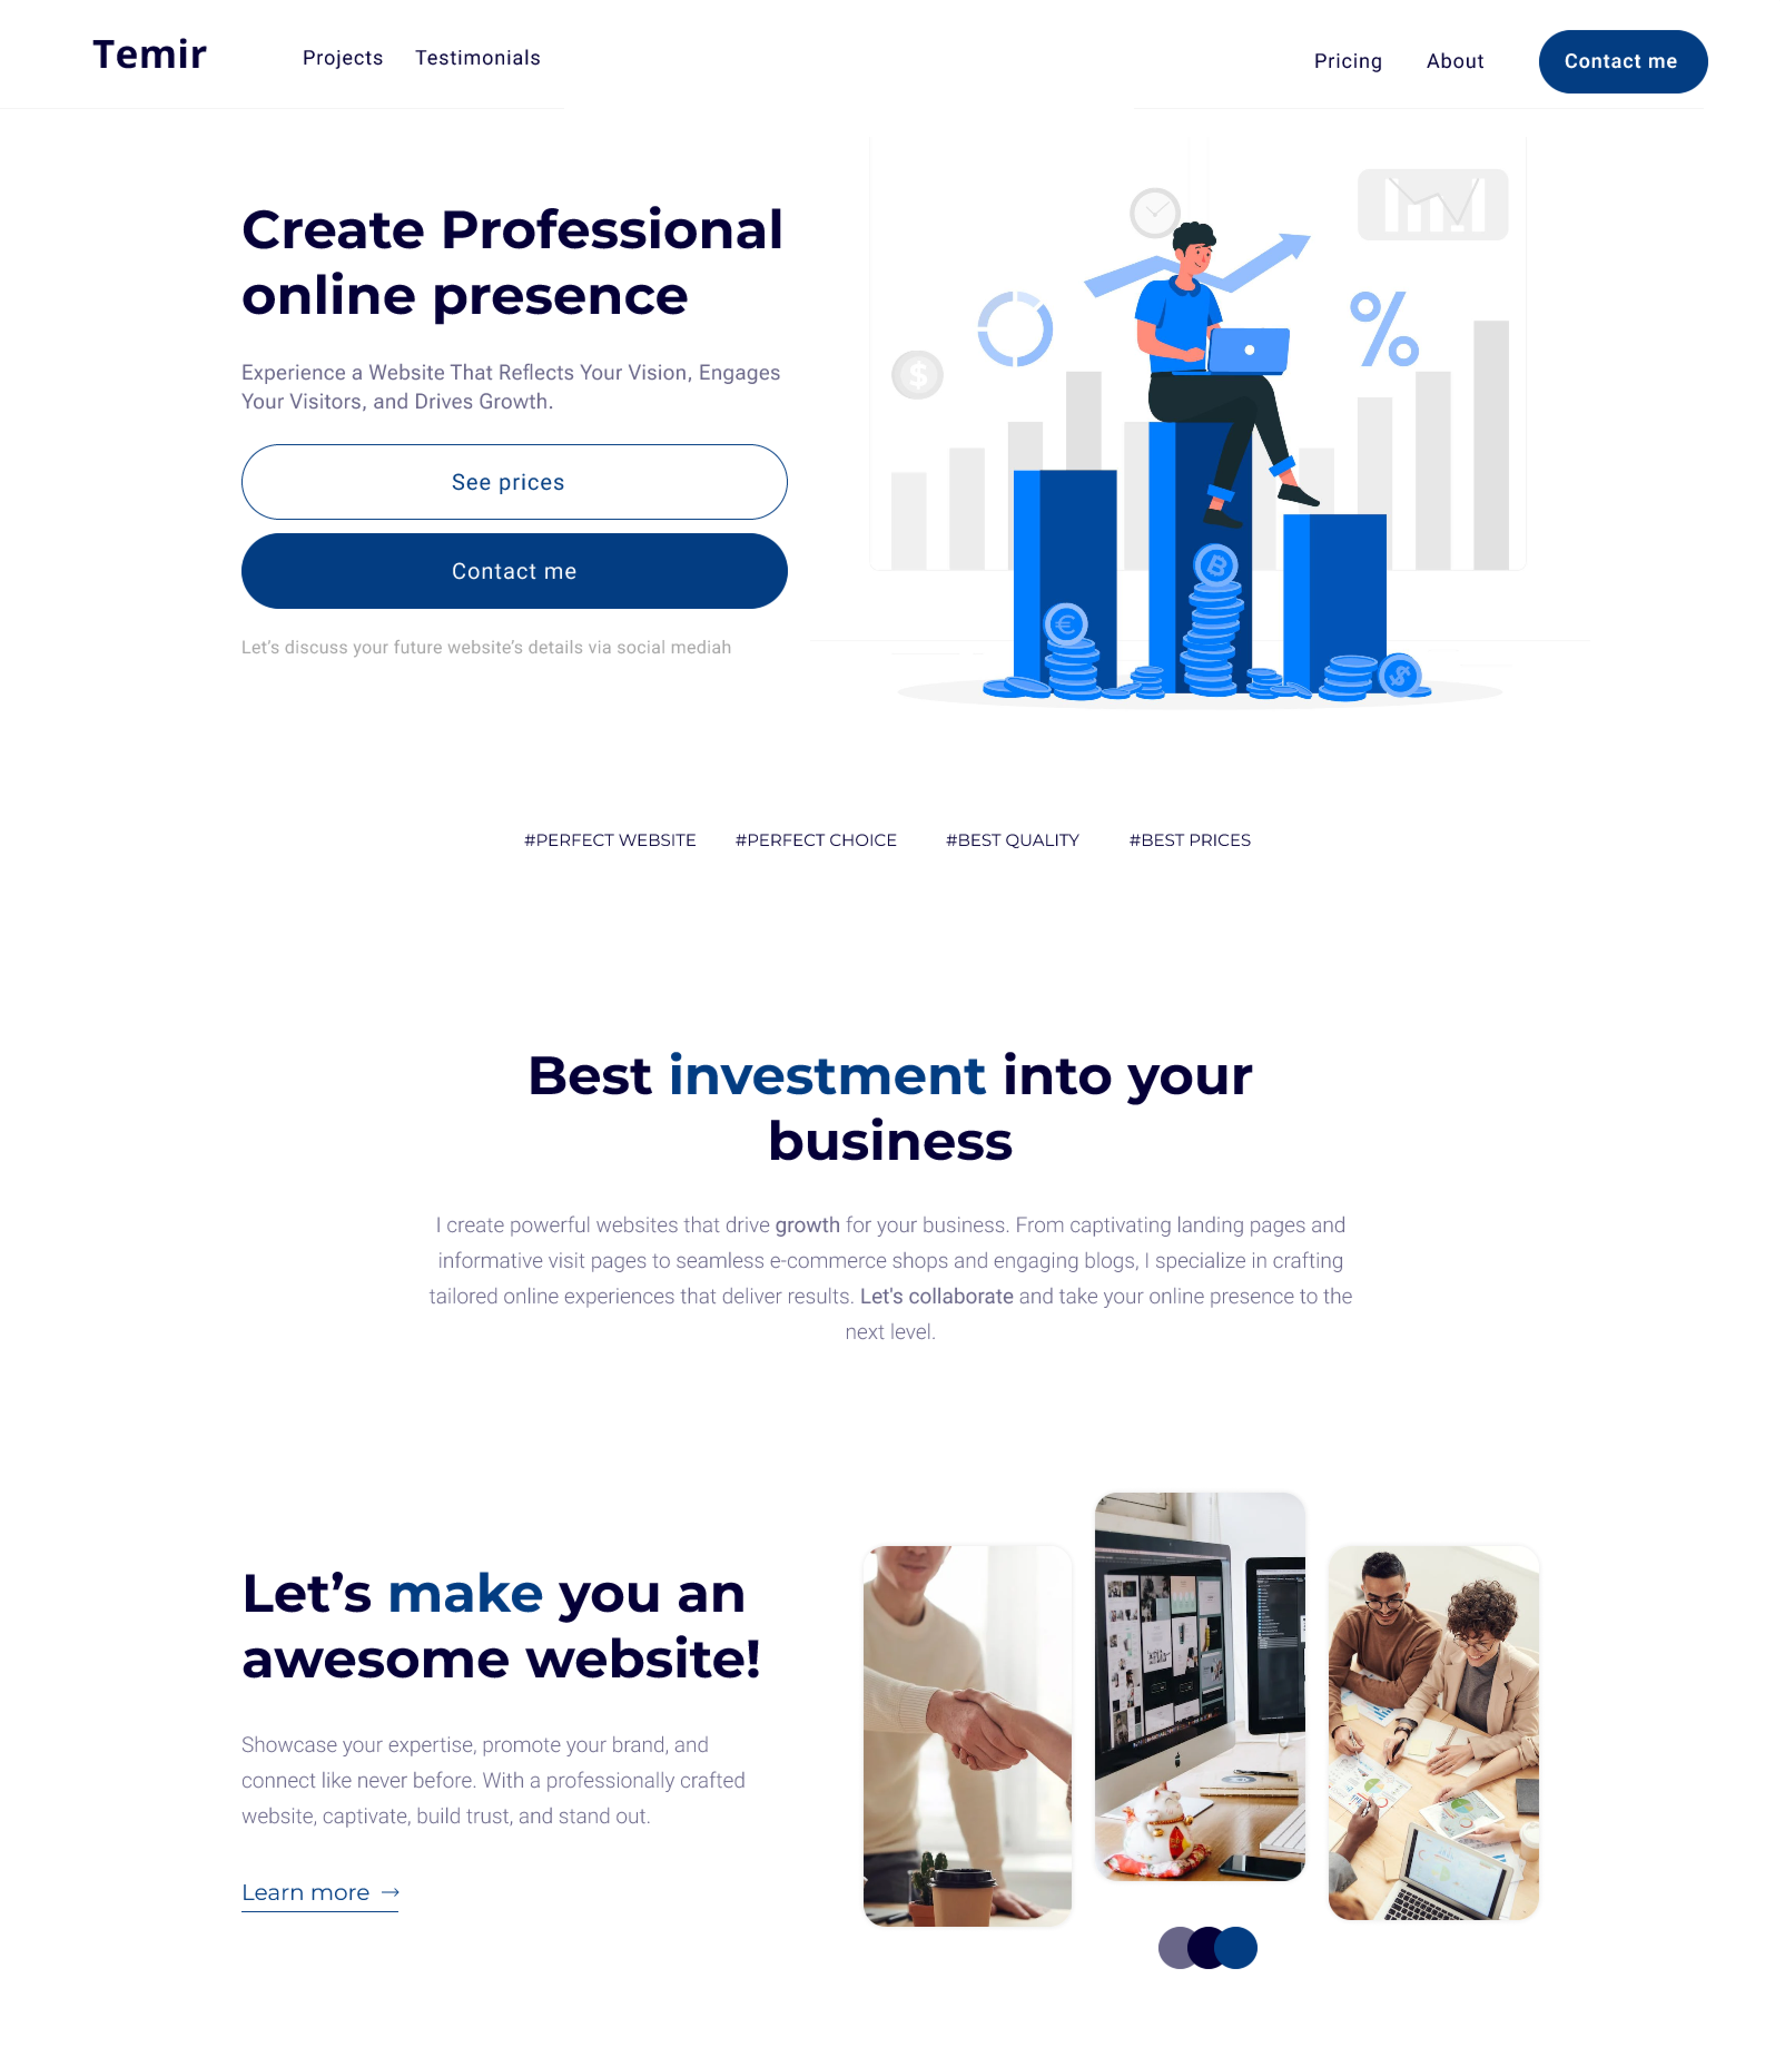 Temir
Projects
Testimonials
Pricing
About
Contact me
Create Professional
online presence
Experience a Website That Reflects Your Vision, Engages
Your Visitors, and Drives Growth.
See prices
Contact me
Let’s discuss your future website’s details via social mediah
#PERFECT WEBSITE
#PERFECT CHOICE
#BEST QUALITY
#BEST PRICES
Best investment into your
business
I create powerful websites that drive growth for your business. From captivating landing pages and
informative visit pages to seamless e-commerce shops and engaging blogs, I specialize in crafting
tailored online experiences that deliver results. Let's collaborate and take your online presence to the
next level.
Let’s make you an
awesome website!
Showcase your expertise, promote your brand, and
connect like never before. With a professionally crafted
website, captivate, build trust, and stand out.
Learn more →